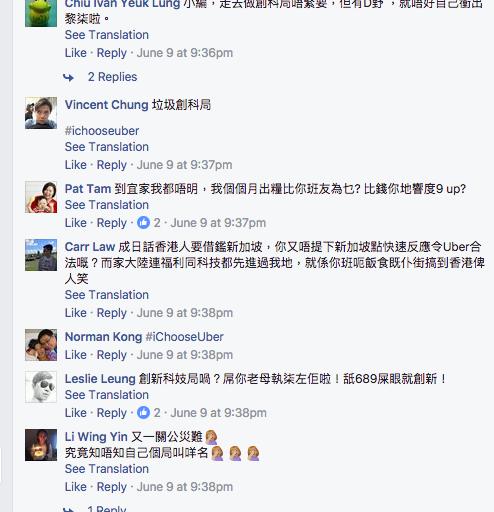 Chiu Ivan Yeuk Lung 小編，走去做創科局唔緊要，但有D野 ，就唔好自己衝出
黎柒啦。
See Translation
Like · Reply · June 9 at 9:36pm
2 Replies
Vincent Chung 垃圾創科局
#ichooseuber
See Translation
Like · Reply · June 9 at 9:37pm
Pat Tam 到宜家我都唔明，我個個月出糧比你班友為乜? 比錢你地響度9 up?
See Translation
Like · Reply · 2 · June 9 at 9:37pm
Carr Law 成日話香港人要借鑑新加坡，你又唔提下新加坡點快速反應令Uber合
法嘅？而家大陸連福利同科技都先進過我地，就係你班呃飯食既仆街搞到香港俾
人笑
See Translation
Like · Reply · June 9 at 9:38pm
Norman Kong #iChooseUber
Like · Reply · June 9 at 9:38pm
Leslie Leung 創新科技局喎？屌你老母執柒左佢啦！舐689屎眼就創新！
See Translation
Like · Reply · 2 · June 9 at 9:38pm
Li Wing Yin 又一關公災難🤦🏼‍♀️
究竟知唔知自己個局叫咩名🤦🏼‍♀️🤦🏼‍♀️🤦🏼‍♀️
See Translation
Like · Reply · June 9 at 9:38pm
1 Reply